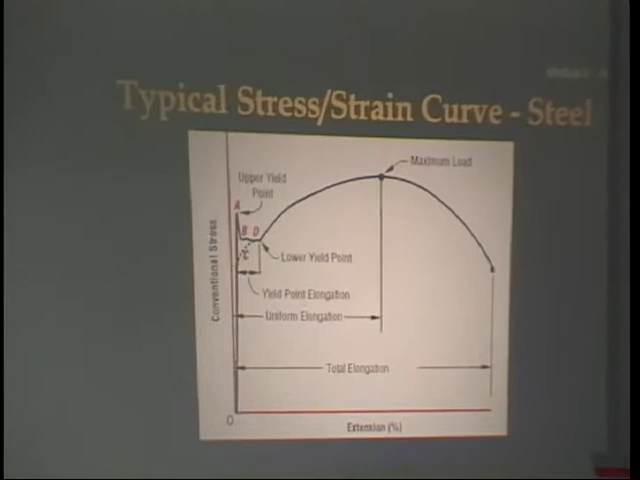 Typical Stress/Strain Curve - Steel
Maximum Load
Upper Yield
Point
A
B D
Lower Yield Point
Yield Point Elongation
Uniform Elongation
Total Elongation
Conventional Stress
0
Extension (%)